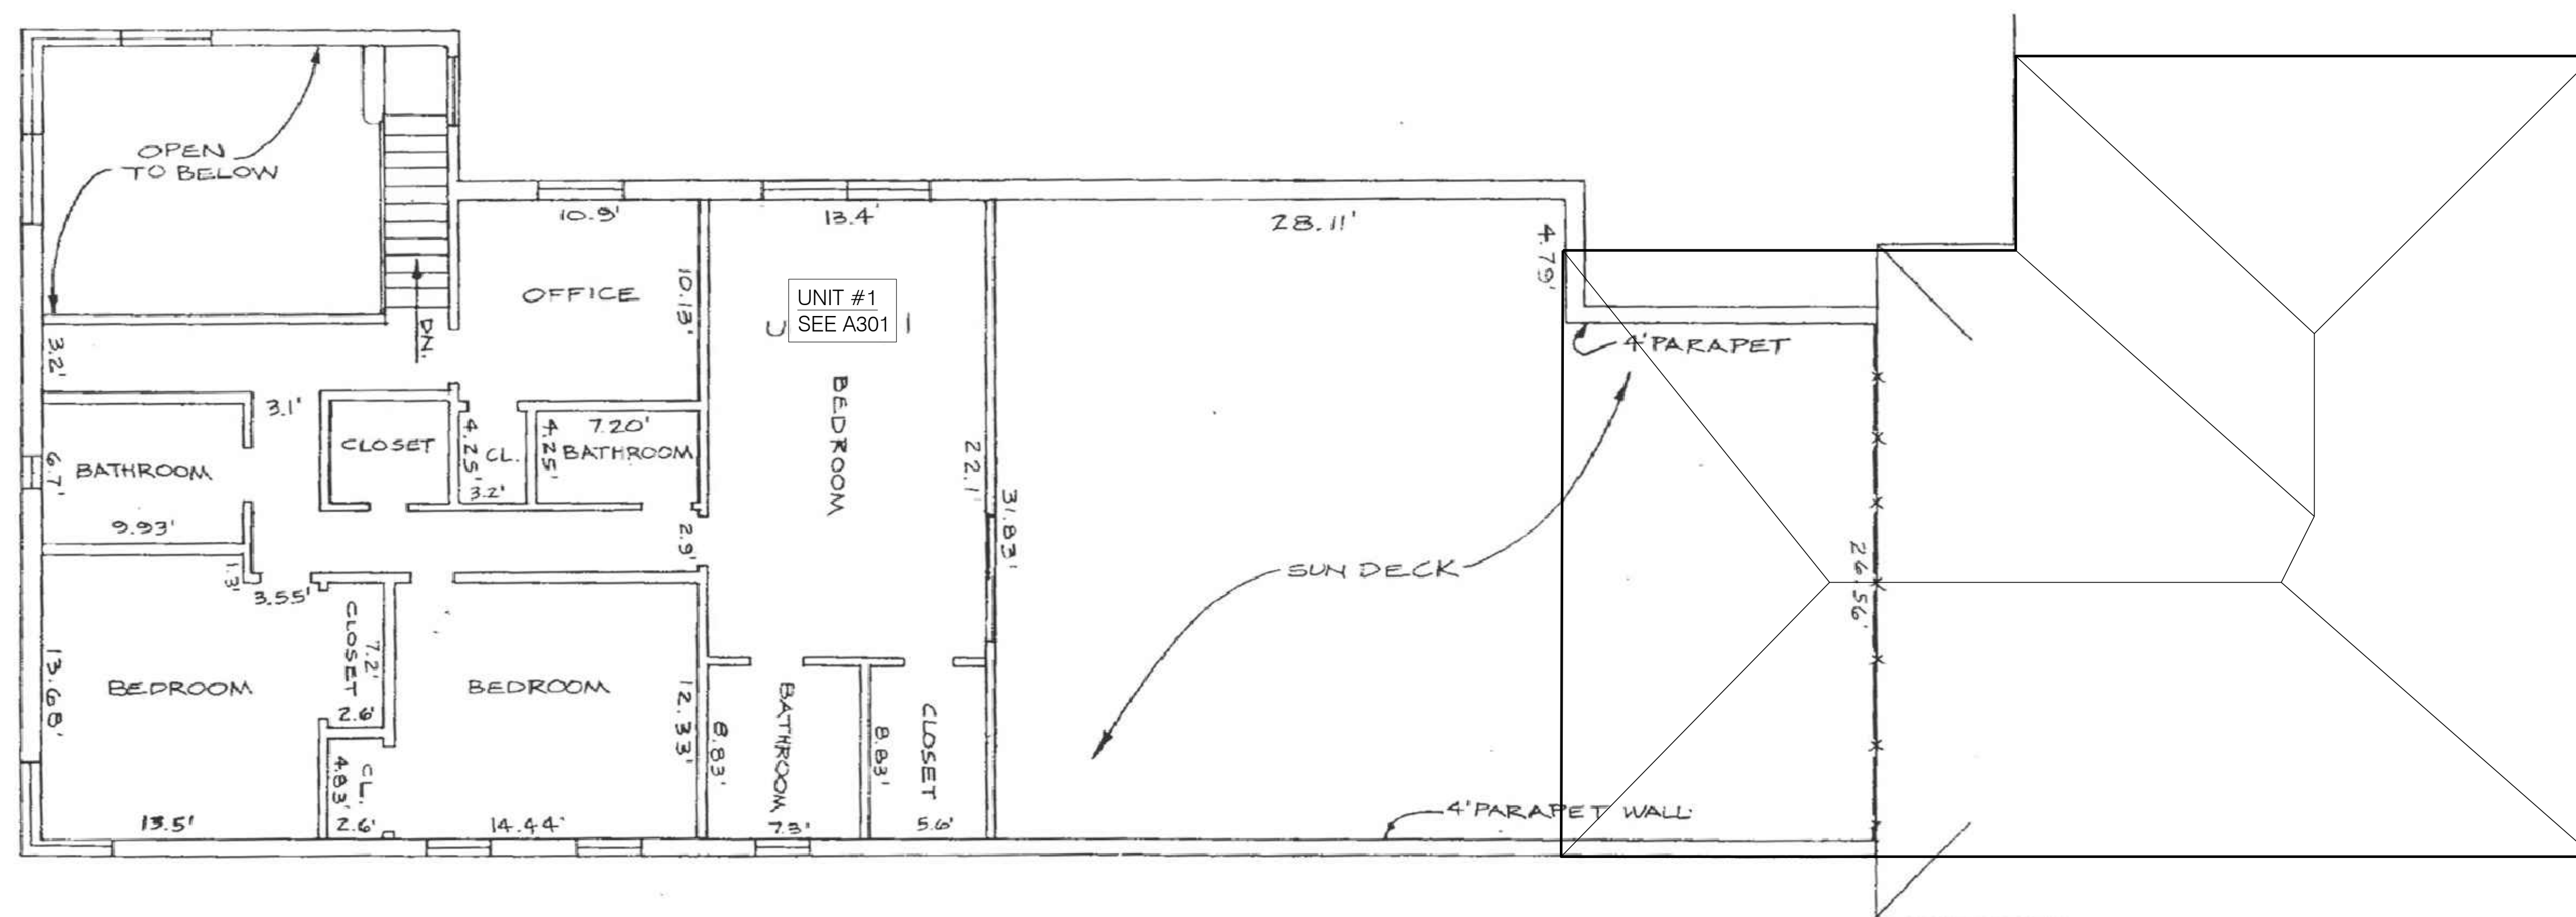 OPEN
TO BELOW
DN.
10.9'
OFFICE
10.13'
13.4'
UNIT #1
SEE A301
BEDROOM
22.1'
28.11'
4.79'
4' PARAPET
3.2'
3.1'
CLOSET
4.25'
CL.
3.2'
4.25'
7.20'
BATHROOM
6.7'
BATHROOM
9.93'
2.9'
31.83'
SUN DECK
26.56'
1.3'
3.55'
CLOSET
7.2'
2.6'
13.68'
BEDROOM
13.5'
CL.
4.83'
2.6'
BEDROOM
12.33'
14.44'
8.83'
BATHROOM
7.3'
8.83'
CLOSET
5.6'
4' PARAPET WALL